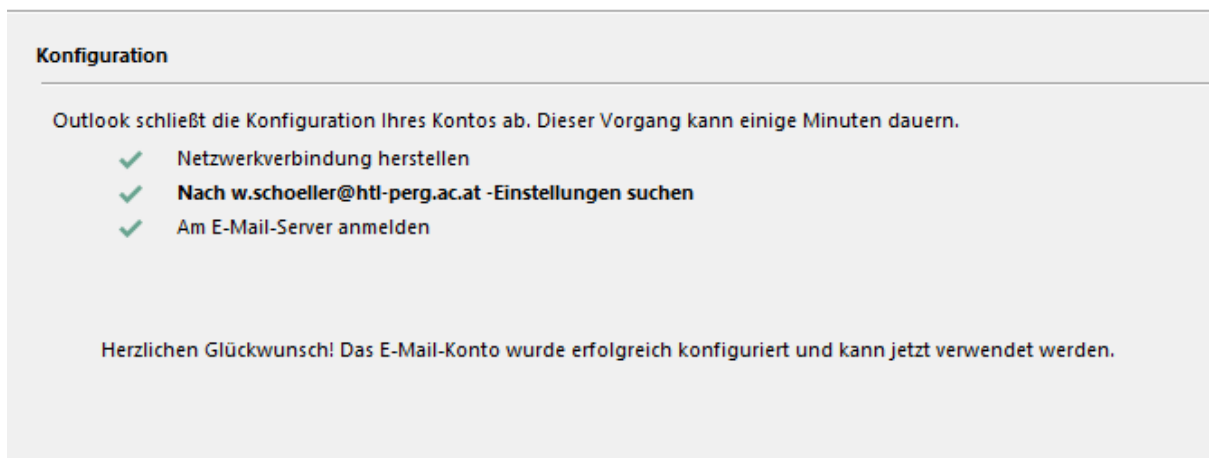 Konfiguration
Outlook schließt die Konfiguration Ihres Kontos ab. Dieser Vorgang kann einige Minuten dauern.
Netzwerkverbindung herstellen
Nach w.schoeller@htl-perg.ac.at -Einstellungen suchen
Am E-Mail-Server anmelden
Herzlichen Glückwunsch! Das E-Mail-Konto wurde erfolgreich konfiguriert und kann jetzt verwendet werden.